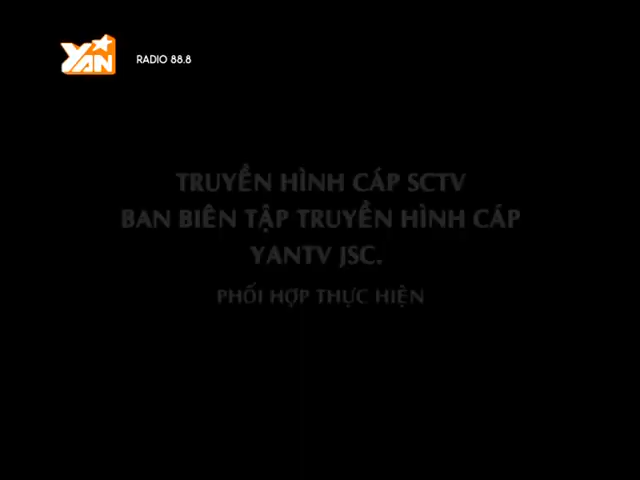 YAN
RADIO 88.8
TRUYỀN HÌNH CÁP SCTV
BAN BIÊN TẬP TRUYỀN HÌNH CÁP
YANTV JSC.
PHỐI HỢP THỰC HIỆN